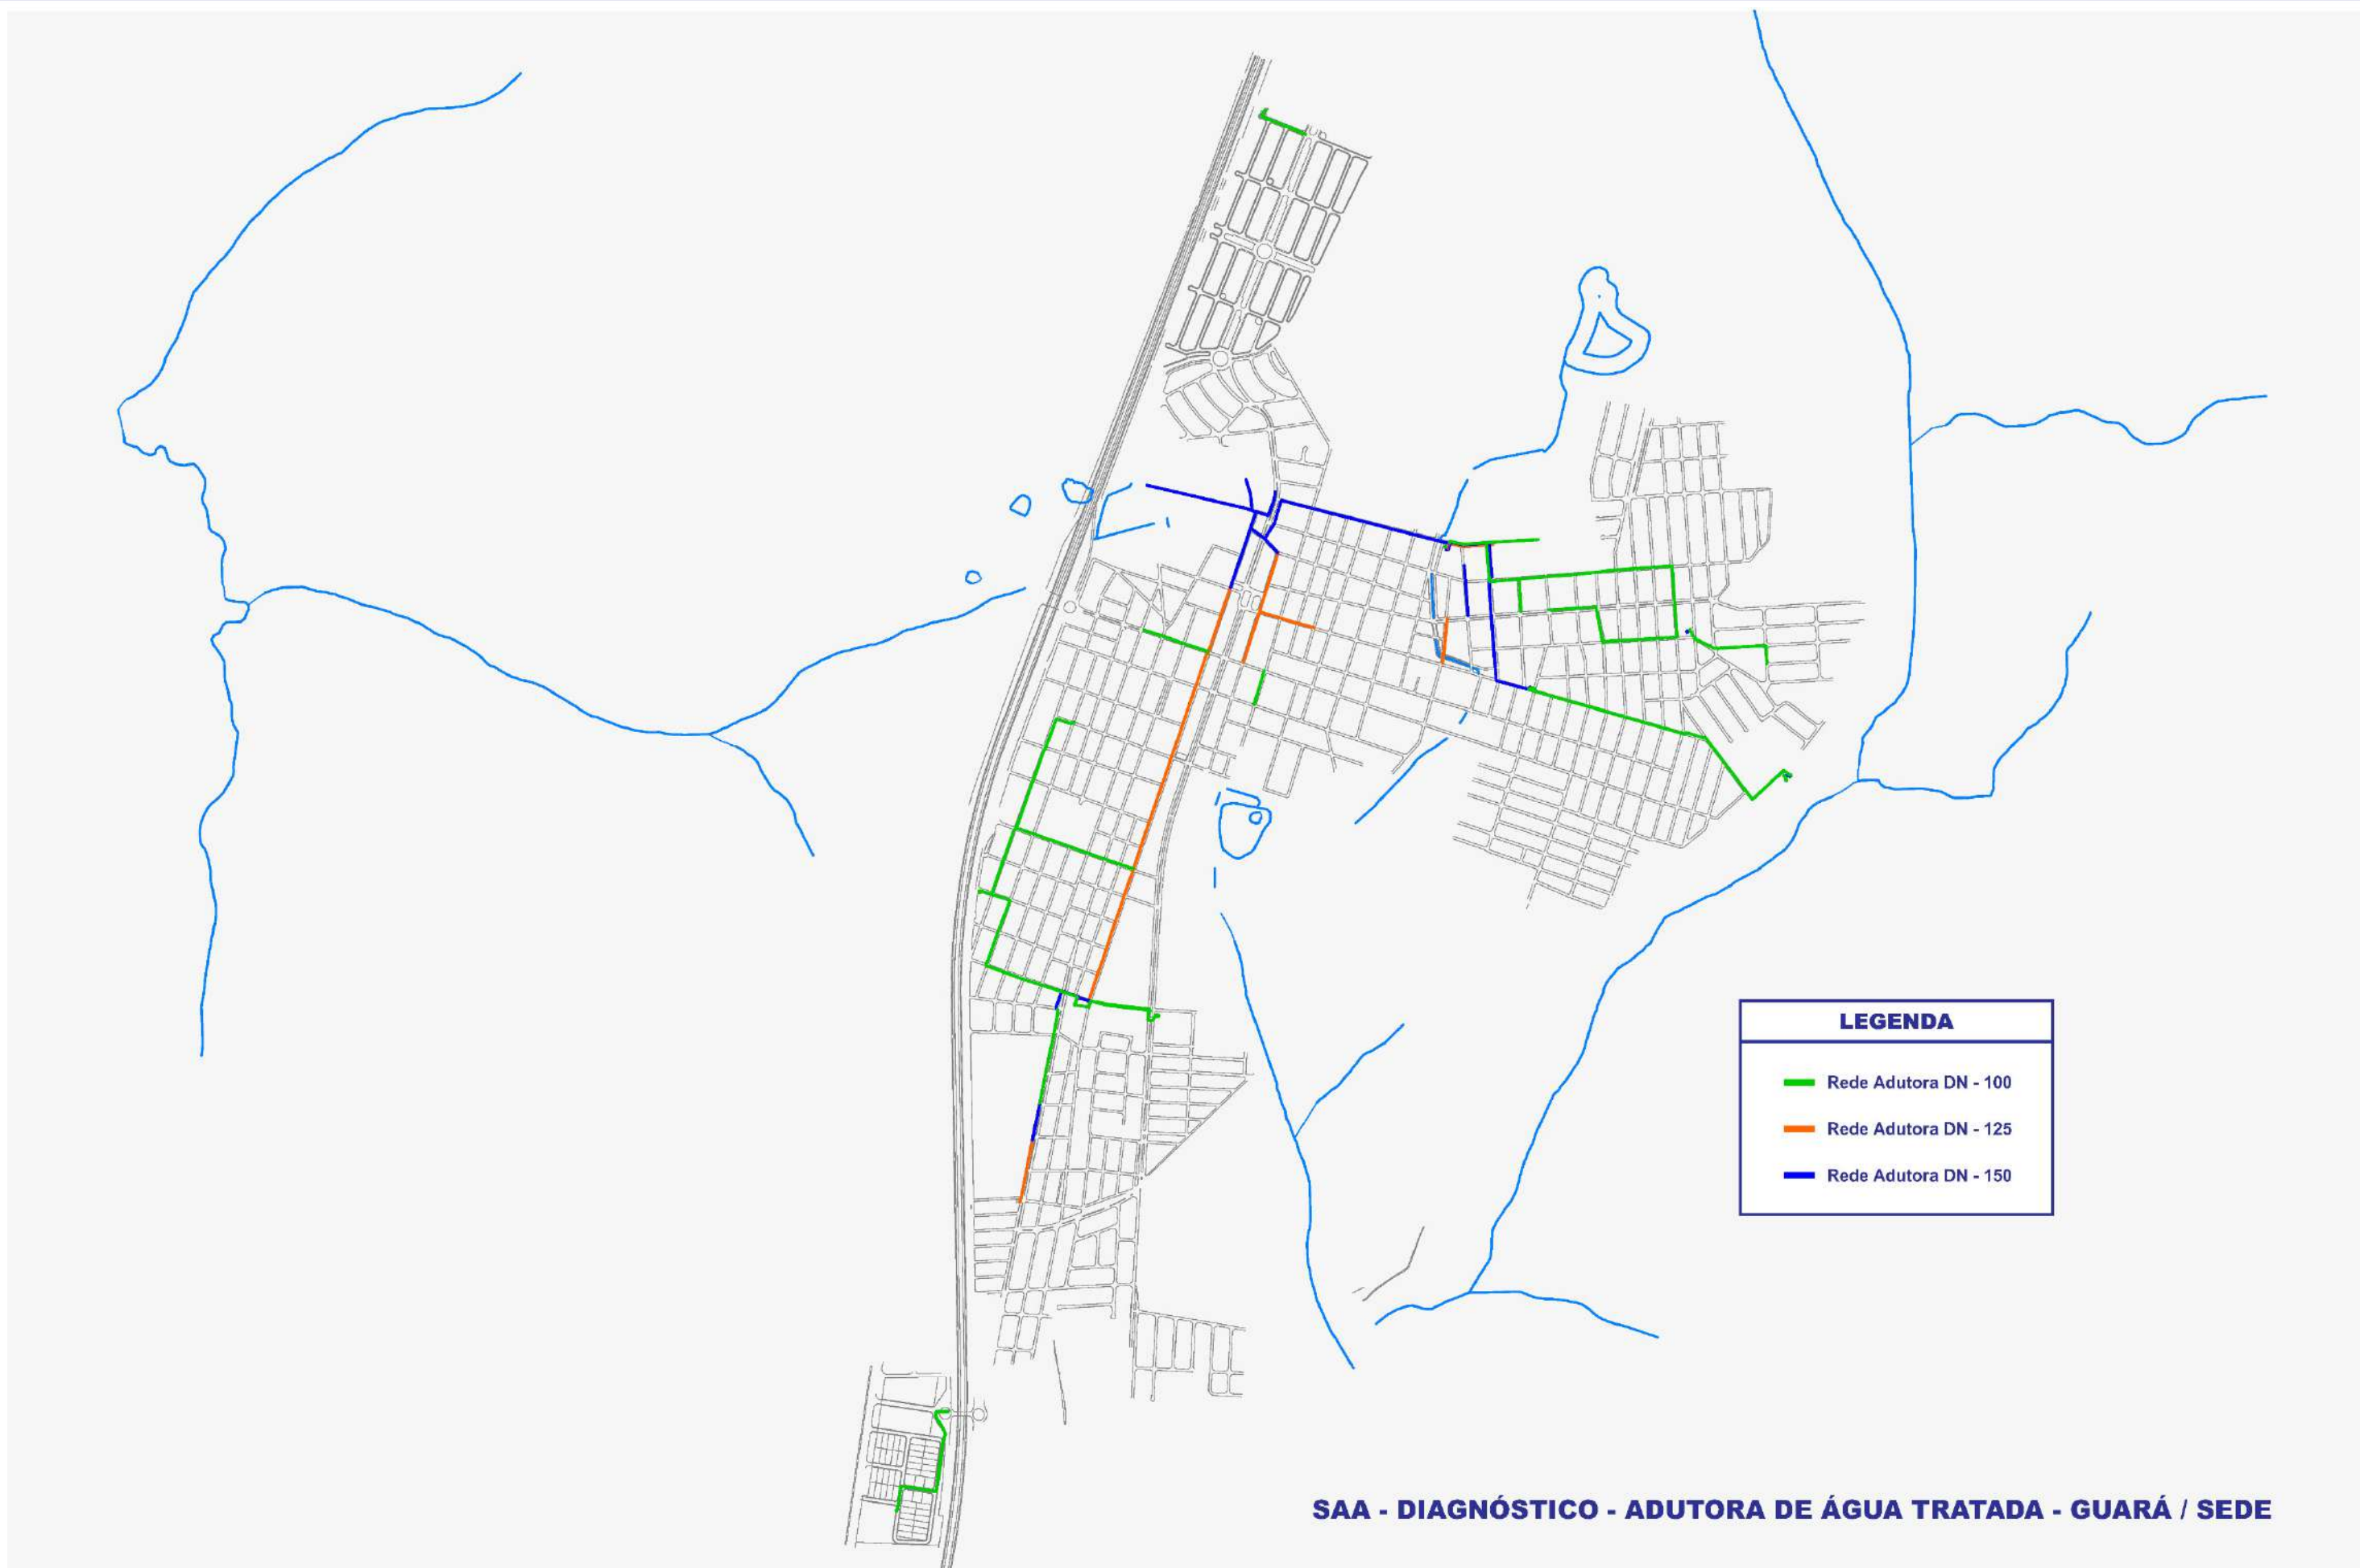 LEGENDA
Rede Adutora DN - 100
Rede Adutora DN - 125
Rede Adutora DN - 150
SAA - DIAGNÓSTICO - ADUTORA DE ÁGUA TRATADA - GUARÁ / SEDE